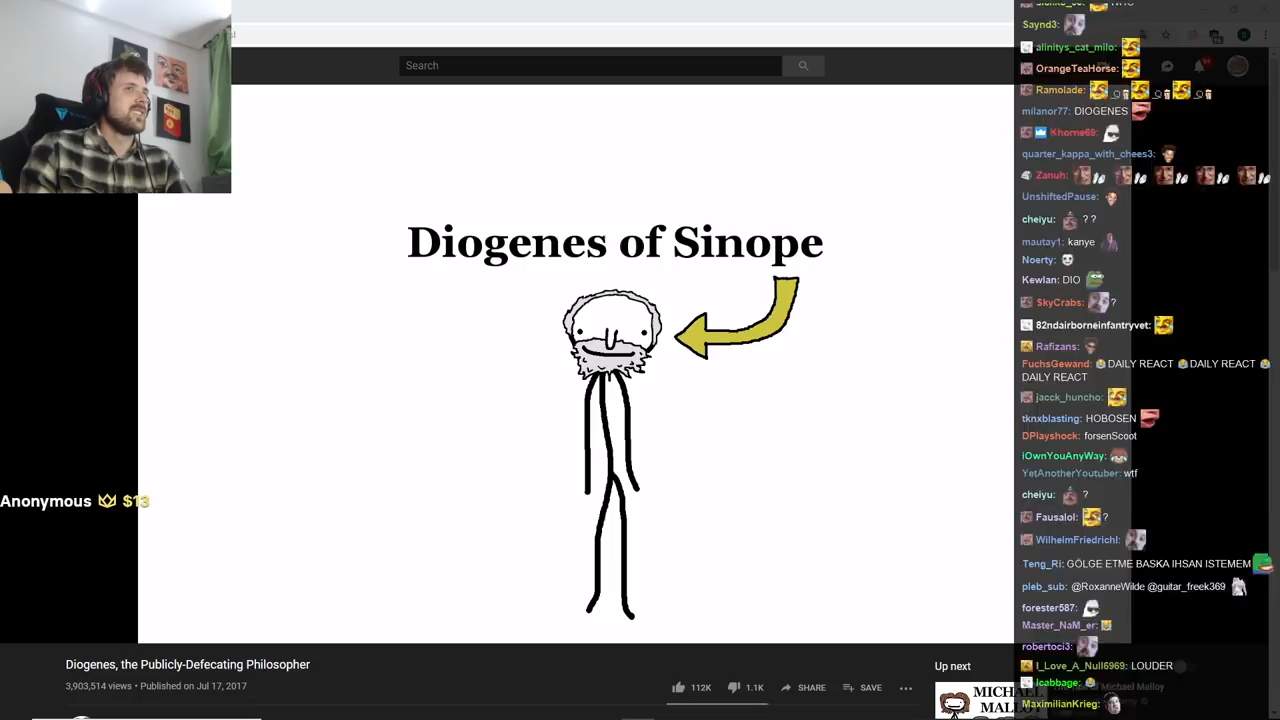 Search
Diogenes of Sinope
Anonymous $13
Diogenes, the Publicly-Defecating Philosopher
3,903,514 views • Published on Jul 17, 2017
112K
1.1K
SHARE
SAVE
Up next
MICHAEL
MALLOY
Saynd3:
alinitys_cat_milo:
OrangeTeaHorse:
Ramolade:
milanor77: DIOGENES
Khorne69:
quarter_kappa_with_chees3:
Zanuh:
UnshiftedPause:
cheiyu: ? ?
mautay1: kanye
Noerty:
Kewlan: DIO
SkyCrabs: ?
82ndairborneinfantryvet:
Rafizans:
FuchsGewand: DAILY REACT DAILY REACT
DAILY REACT
jacck_huncho:
tknxblasting: HOBOSEN
DPlayshock: forsenScoot
iOwnYouAnyWay:
YetAnotherYoutuber: wtf
cheiyu: ?
Fausalol: ?
WilhelmFriedrichl:
Teng_Ri: GÖLGE ETME BASKA IHSAN ISTEMEM
pleb_sub: @RoxanneWilde @guitar_freek369
forester587:
Master_NaM_er:
robertoci3:
I_Love_A_Null6969: LOUDER
Icabbage:
MaximilianKrieg: